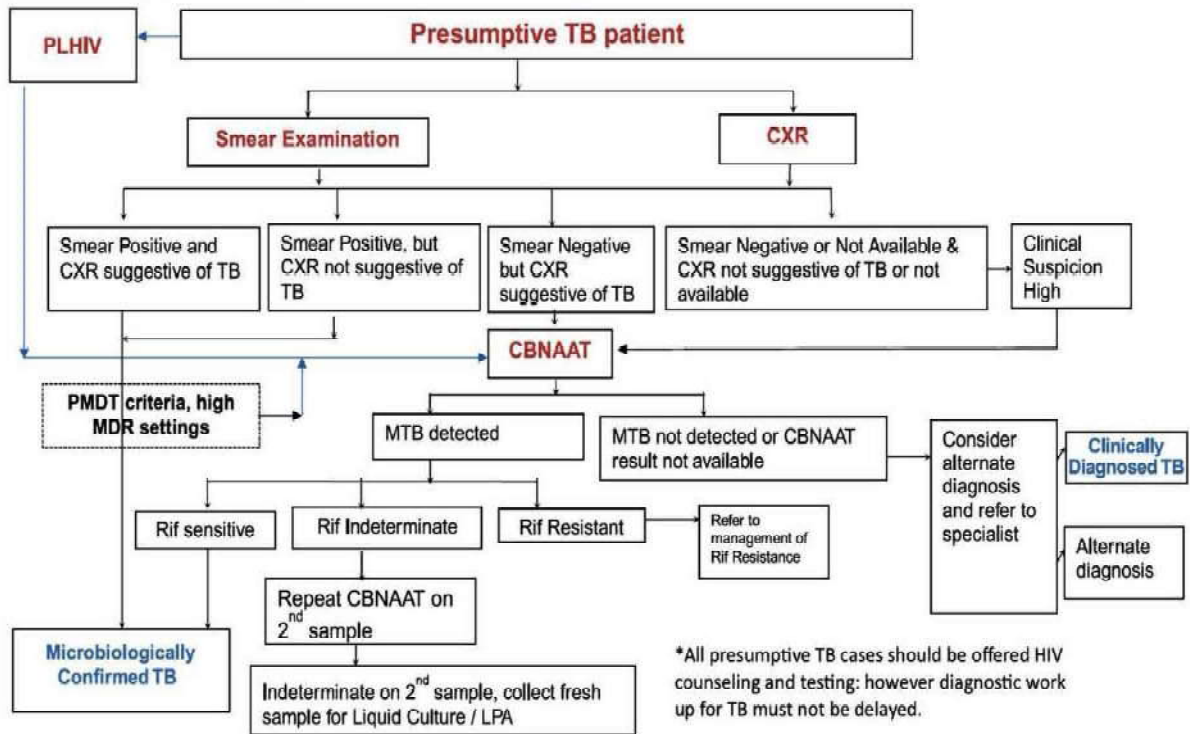 PLHIV
Presumptive TB patient
Smear Examination
CXR
Smear Positive and
CXR suggestive of TB
Smear Positive, but
CXR not suggestive of
TB
Smear Negative
but CXR
suggestive of TB
Smear Negative or Not Available &
CXR not suggestive of TB or not
available
Clinical
Suspicion
High
CBNAAT
PMDT criteria, high
MDR settings
MTB detected
MTB not detected or CBNAAT
result not available
Consider
alternate
diagnosis
and refer to
specialist
Clinically
Diagnosed TB
Alternate
diagnosis
Rif sensitive
Rif Indeterminate
Rif Resistant
Refer to
management of
Rif Resistance
Repeat CBNAAT on
2nd sample
Microbiologically
Confirmed TB
Indeterminate on 2nd sample, collect fresh
sample for Liquid Culture / LPA
*All presumptive TB cases should be offered HIV
counseling and testing: however diagnostic work
up for TB must not be delayed.